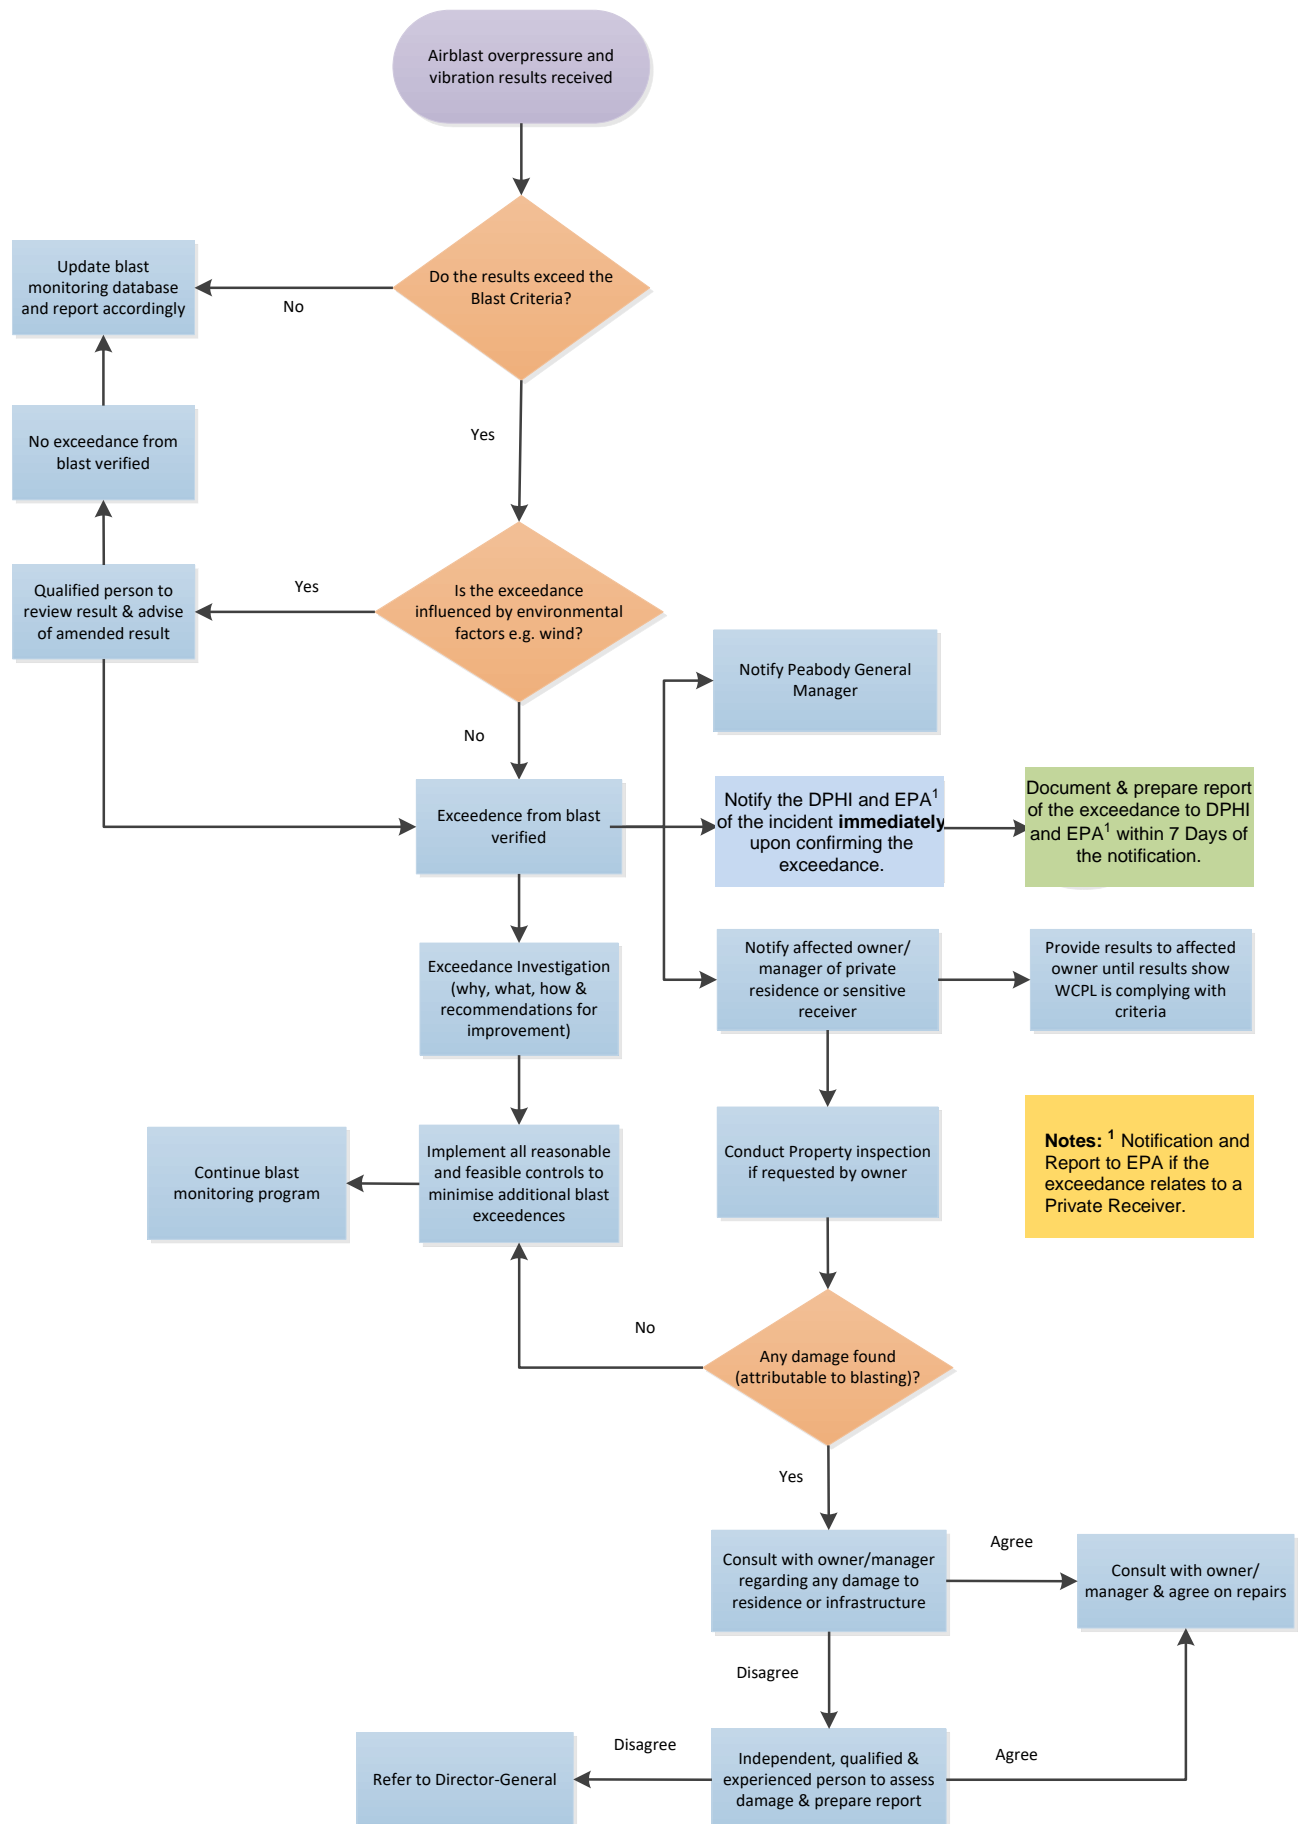 Airblast overpressure and
vibration results received
Do the results exceed the
Blast Criteria?
No
Update blast
monitoring database
and report accordingly
Yes
No exceedance from
blast verified
Is the exceedance
influenced by environmental
factors e.g. wind?
Yes
Qualified person to
review result & advise
of amended result
No
Exceedence from blast
verified
Notify Peabody General
Manager
Notify the DPHI and EPA¹
of the incident immediately
upon confirming the
exceedance.
Document & prepare report
of the exceedance to DPHI
and EPA¹ within 7 Days of
the notification.
Notify affected owner/
manager of private
residence or sensitive
receiver
Provide results to affected
owner until results show
WCPL is complying with
criteria
Exceedance Investigation
(why, what, how &
recommendations for
improvement)
Implement all reasonable
and feasible controls to
minimise additional blast
exceedences
Continue blast
monitoring program
Conduct Property inspection
if requested by owner
Notes: ¹ Notification and
Report to EPA if the
exceedance relates to a
Private Receiver.
Any damage found
(attributable to blasting)?
No
Yes
Consult with owner/manager
regarding any damage to
residence or infrastructure
Agree
Consult with owner/
manager & agree on repairs
Disagree
Independent, qualified &
experienced person to assess
damage & prepare report
Agree
Disagree
Refer to Director-General